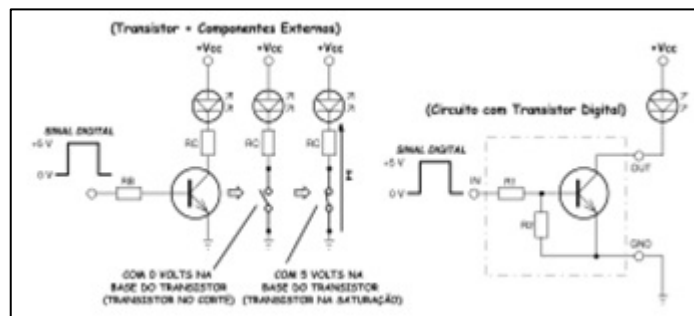 (Transistor + Componentes Externos)
+Vcc
+Vcc
+Vcc
+Vcc
(Circuito com Transistor Digital)
SINAL DIGITAL
+5 V
0 V
RB
RC
RC
RC
I
SINAL DIGITAL
+5 V
0 V
IN
R1
R2
OUT
GND
COM 0 VOLTS NA
BASE DO TRANSISTOR
(TRANSISTOR NO CORTE)
COM 5 VOLTS NA
BASE DO TRANSISTOR
(TRANSISTOR NA SATURAÇÃO)